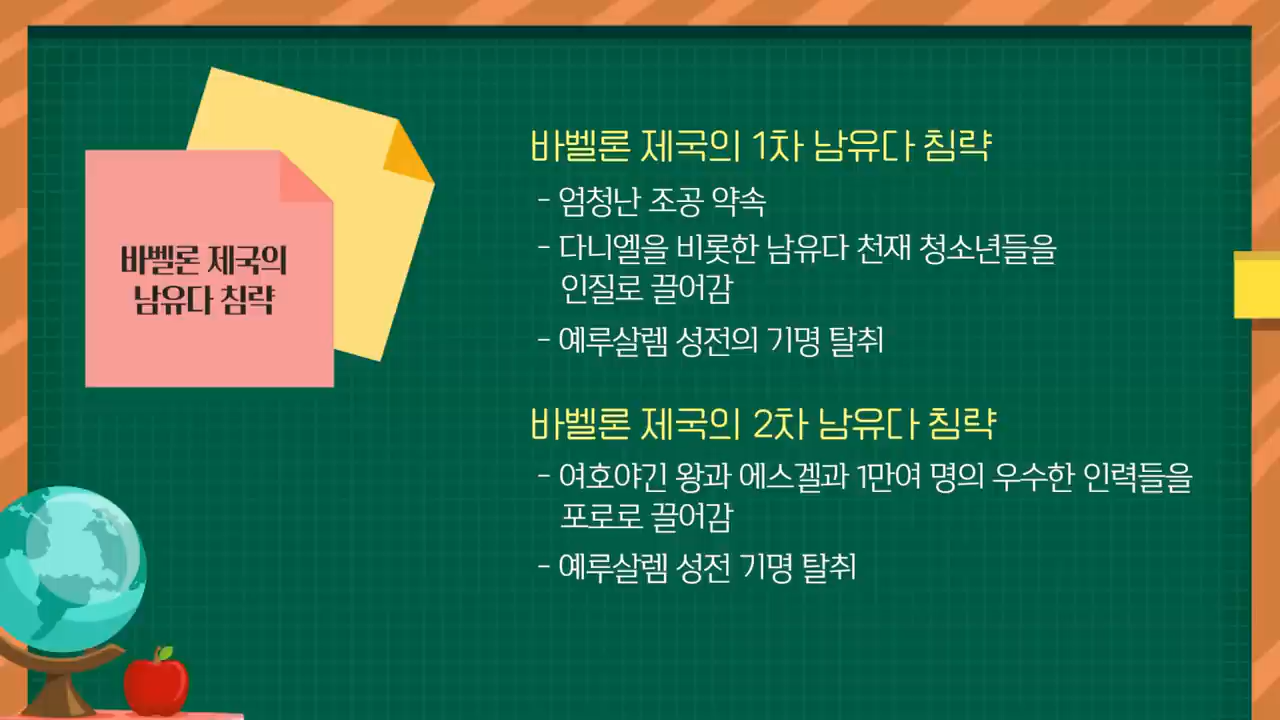 바벨론 제국의
남유다 침략
바벨론 제국의 1차 남유다 침략
- 엄청난 조공 약속
- 다니엘을 비롯한 남유다 천재 청소년들을
인질로 끌어감
- 예루살렘 성전의 기명 탈취
바벨론 제국의 2차 남유다 침략
- 여호야긴 왕과 에스겔과 1만여 명의 우수한 인력들을
포로로 끌어감
- 예루살렘 성전 기명 탈취